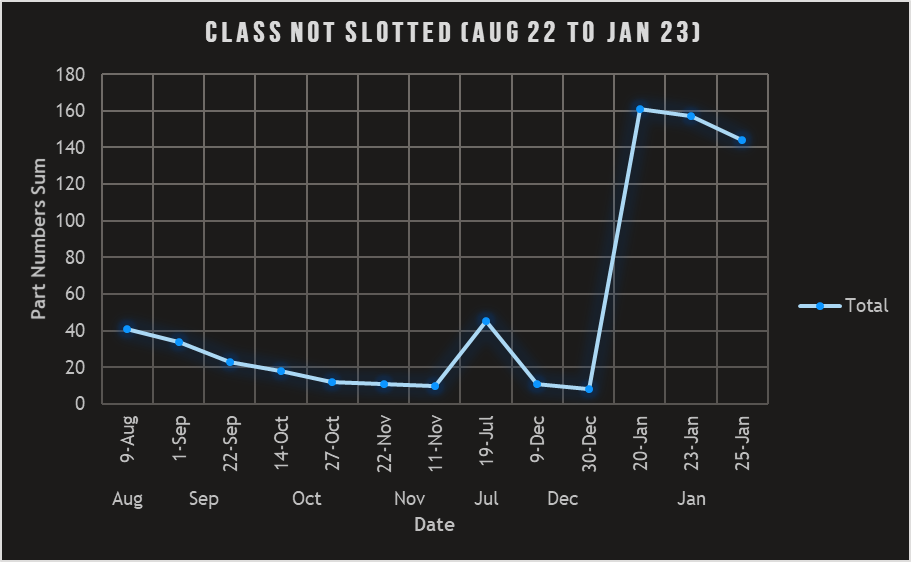 CLASS NOT SLOTTED (AUG 22 TO JAN 23)
180
160
140
120
100
80
60
40
20
0
Part Numbers Sum
Total
9-Aug
1-Sep
22-Sep
14-Oct
27-Oct
22-Nov
11-Nov
19-Jul
9-Dec
30-Dec
20-Jan
23-Jan
25-Jan
Aug Sep Oct Nov Jul Dec Jan
Date